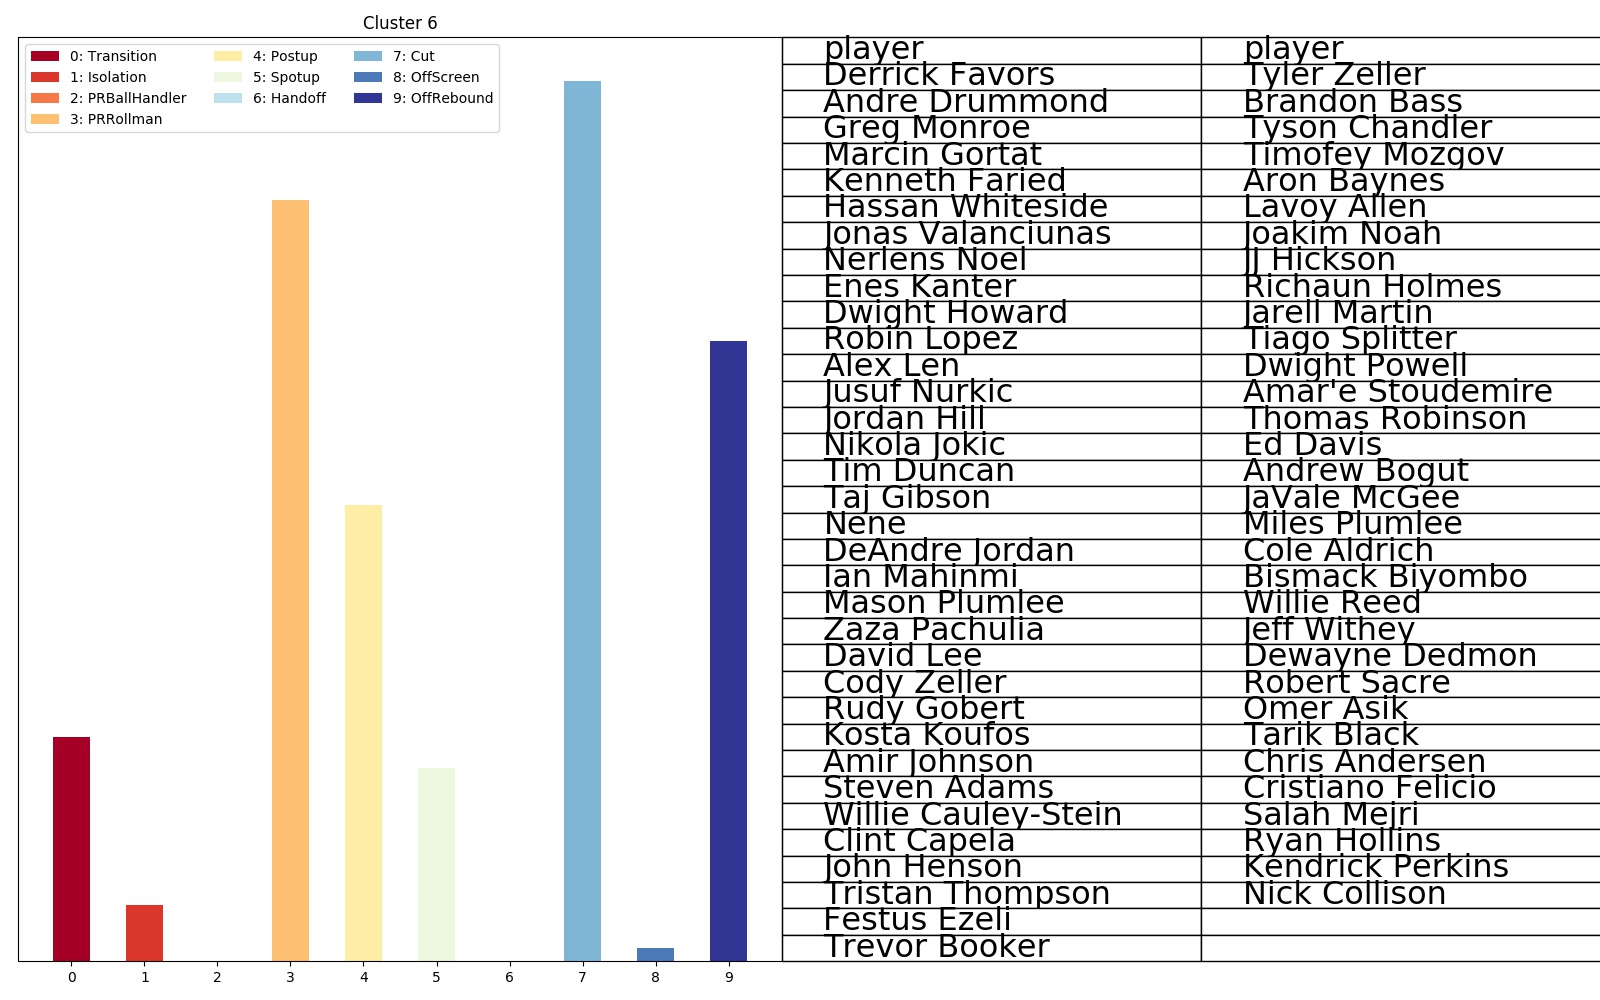 Cluster 6
0: Transition
1: Isolation
2: PRBallHandler
3: PRRollman
4: Postup
5: Spotup
6: Handoff
7: Cut
8: OffScreen
9: OffRebound
0 1 2 3 4 5 6 7 8 9
player player
Derrick Favors Tyler Zeller
Andre Drummond Brandon Bass
Greg Monroe Tyson Chandler
Marcin Gortat Timofey Mozgov
Kenneth Faried Aron Baynes
Hassan Whiteside Lavoy Allen
Jonas Valanciunas Joakim Noah
Nerlens Noel JJ Hickson
Enes Kanter Richaun Holmes
Dwight Howard Jarell Martin
Robin Lopez Tiago Splitter
Alex Len Dwight Powell
Jusuf Nurkic Amar'e Stoudemire
Jordan Hill Thomas Robinson
Nikola Jokic Ed Davis
Tim Duncan Andrew Bogut
Taj Gibson JaVale McGee
Nene Miles Plumlee
DeAndre Jordan Cole Aldrich
Ian Mahinmi Bismack Biyombo
Mason Plumlee Willie Reed
Zaza Pachulia Jeff Withey
David Lee Dewayne Dedmon
Cody Zeller Robert Sacre
Rudy Gobert Omer Asik
Kosta Koufos Tarik Black
Amir Johnson Chris Andersen
Steven Adams Cristiano Felicio
Willie Cauley-Stein Salah Mejri
Clint Capela Ryan Hollins
John Henson Kendrick Perkins
Tristan Thompson Nick Collison
Festus Ezeli
Trevor Booker